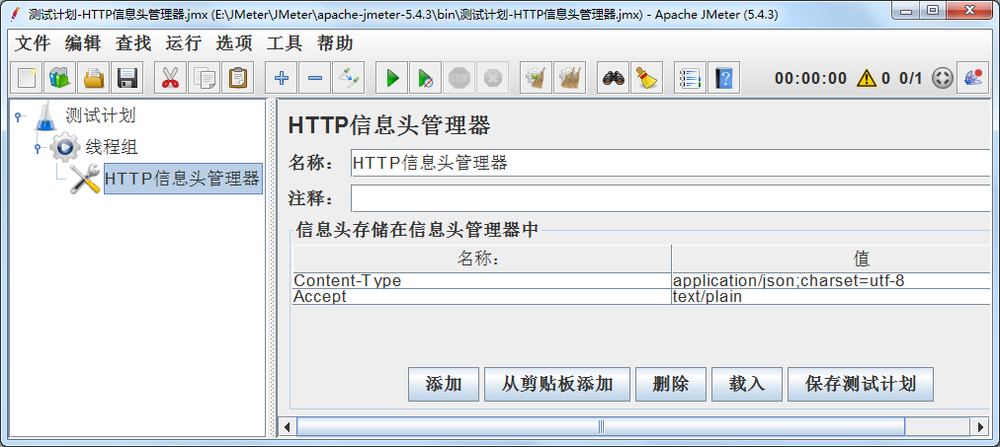 测试计划-HTTP信息头管理器.jmx (E:\JMeter\JMeter\apache-jmeter-5.4.3\bin\测试计划-HTTP信息头管理器.jmx) - Apache JMeter (5.4.3)
文件 编辑 查找 运行 选项 工具 帮助
STOP 00:00:00 0 0/1
测试计划
线程组
HTTP信息头管理器
HTTP信息头管理器
名称: HTTP信息头管理器
注释:
信息头存储在信息头管理器中
名称: 值
Content-Type application/json;charset=utf-8
Accept text/plain
添加 从剪贴板添加 删除 载入 保存测试计划